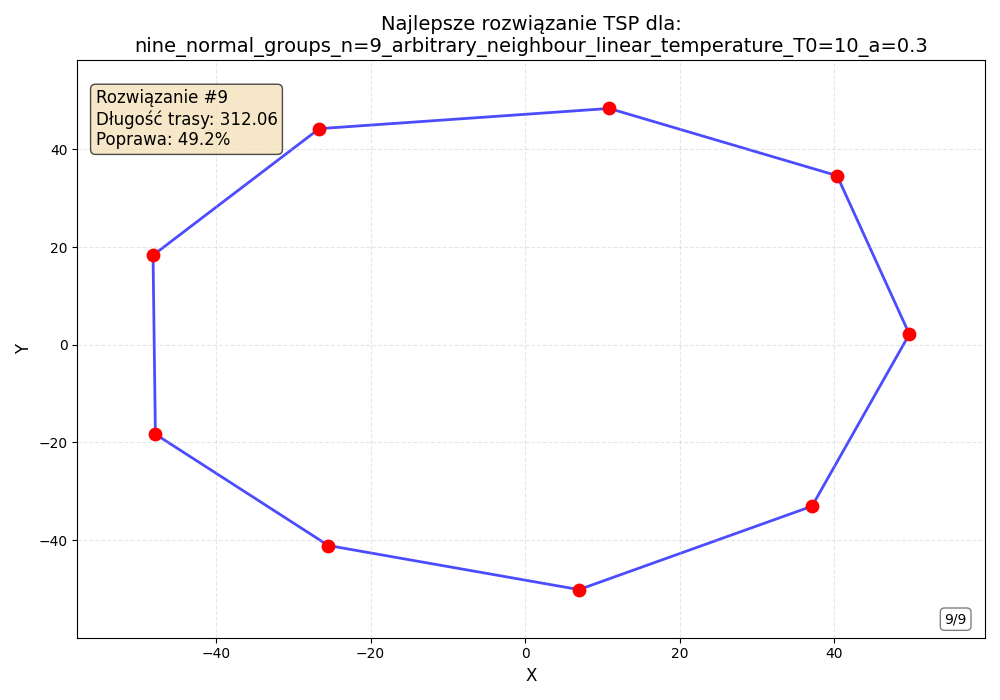 Najlepsze rozwiązanie TSP dla:
nine_normal_groups_n=9_arbitrary_neighbour_linear_temperature_T0=10_a=0.3
Rozwiązanie #9
Długość trasy: 312.06
Poprawa: 49.2%
40
20
0
−20
−40
Y
9/9
−40
−20
0
20
40
X